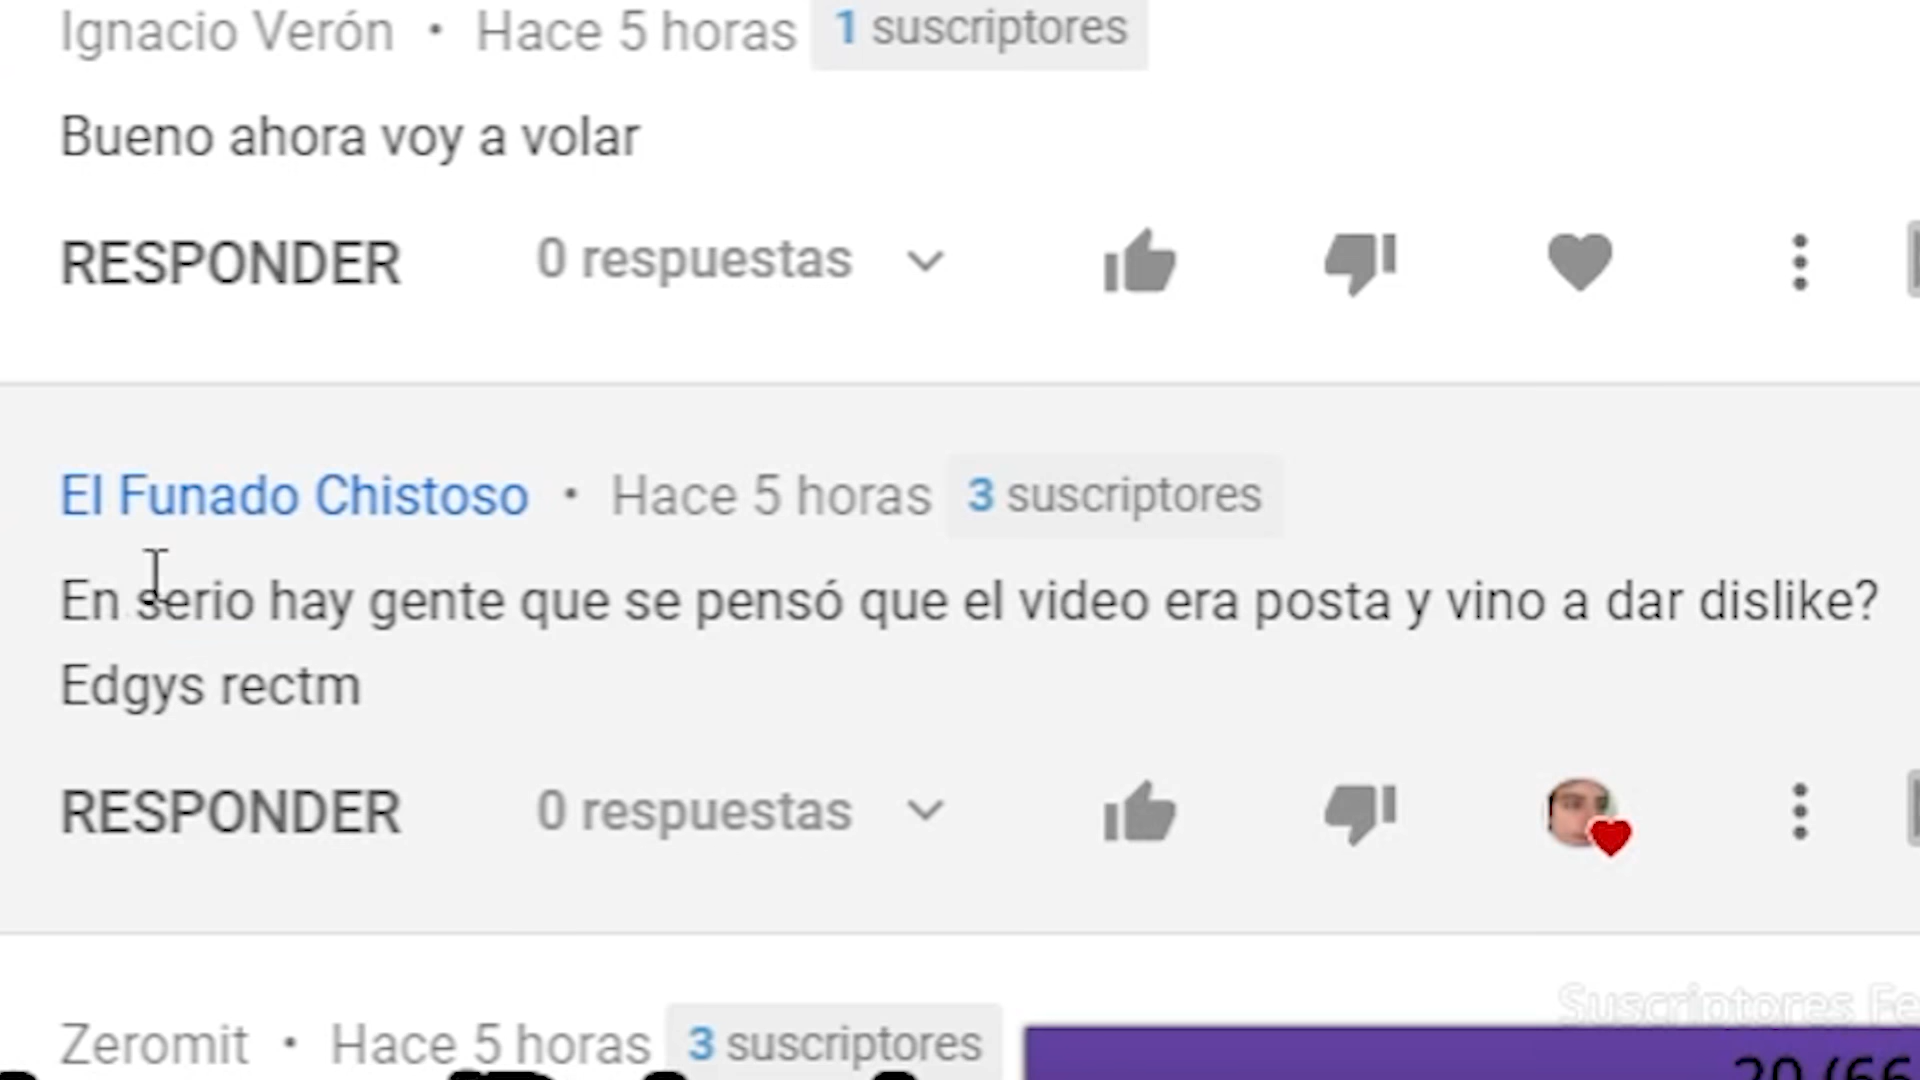 Ignacio Verón • Hace 5 horas 1 suscriptores
Bueno ahora voy a volar
RESPONDER 0 respuestas
El Funado Chistoso • Hace 5 horas 3 suscriptores
En serio hay gente que se pensó que el video era posta y vino a dar dislike?
Edgys rectm
RESPONDER 0 respuestas
Suscriptores Fe
Zeromit • Hace 5 horas 3 suscriptores